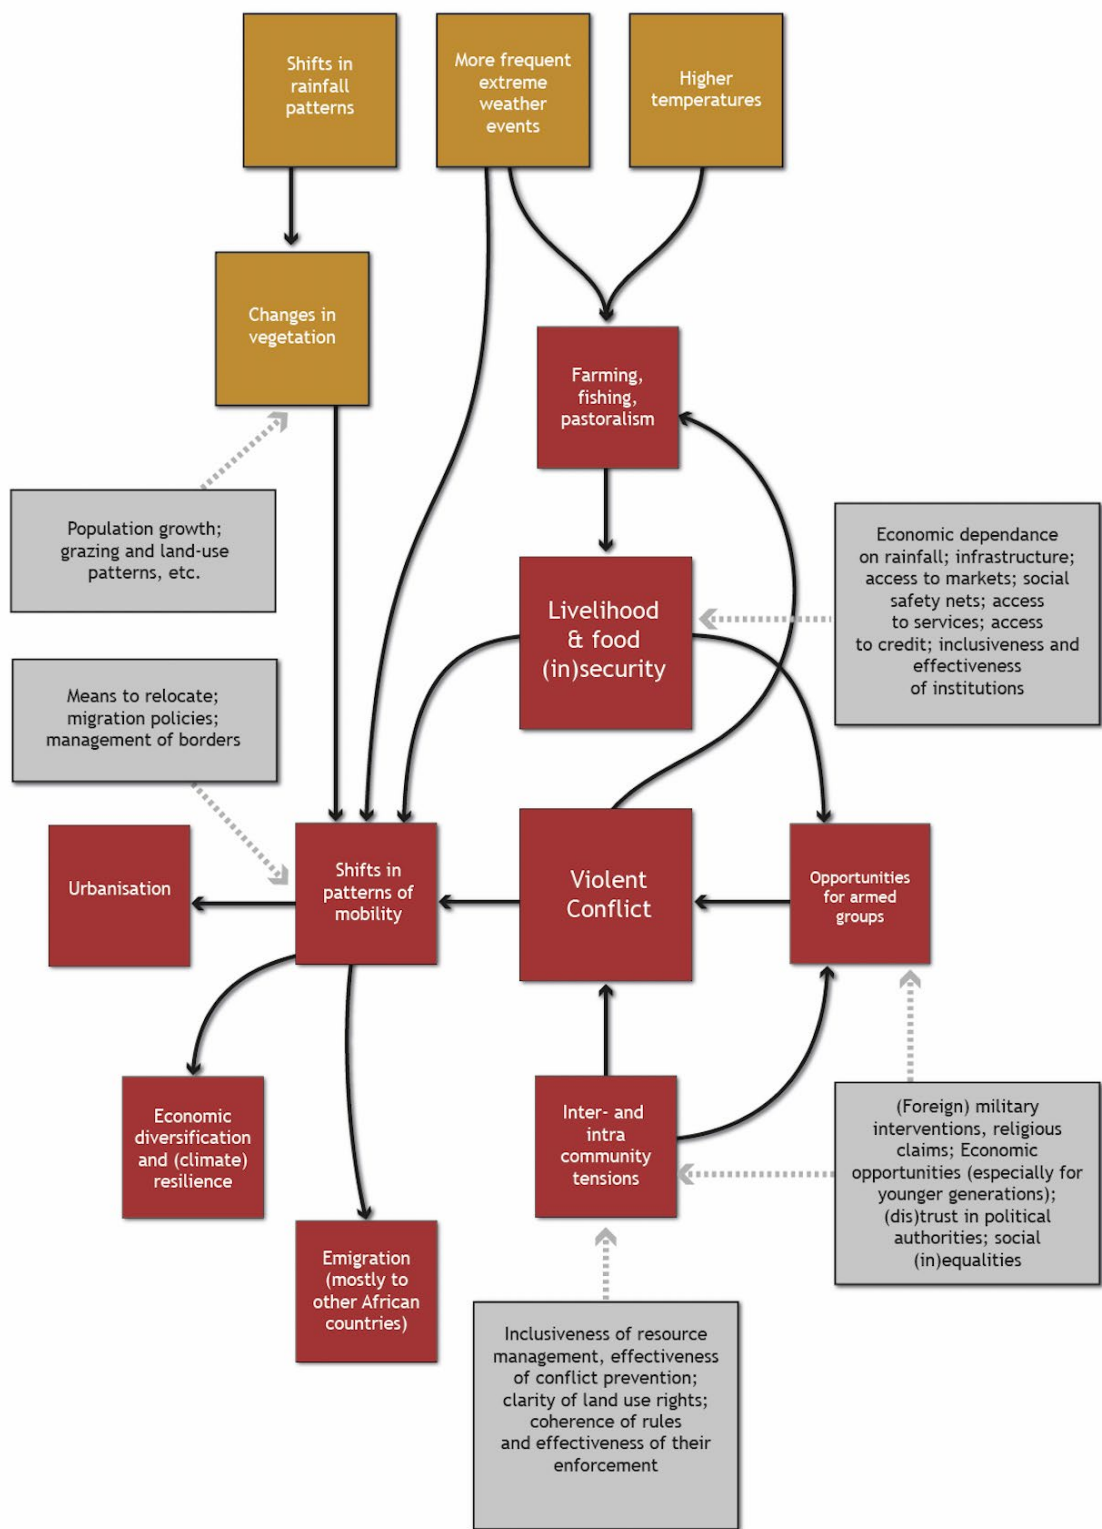 Shifts in
rainfall
patterns
More frequent
extreme
weather
events
Higher
temperatures
Changes in
vegetation
Farming,
fishing,
pastoralism
Population growth;
grazing and land-use
patterns, etc.
Economic dependance
on rainfall; infrastructure;
access to markets; social
safety nets; access
to services; access
to credit; inclusiveness and
effectiveness
of institutions
Livelihood
& food
(in)security
Means to relocate;
migration policies;
management of borders
Urbanisation
Shifts in
patterns of
mobility
Violent
Conflict
Opportunities
for armed
groups
Economic
diversification
and (climate)
resilience
Inter- and
intra
community
tensions
(Foreign) military
interventions, religious
claims; Economic
opportunities (especially for
younger generations);
(dis)trust in political
authorities; social
(in)equalities
Emigration
(mostly to
other African
countries)
Inclusiveness of resource
management, effectiveness
of conflict prevention;
clarity of land use rights;
coherence of rules
and effectiveness of their
enforcement